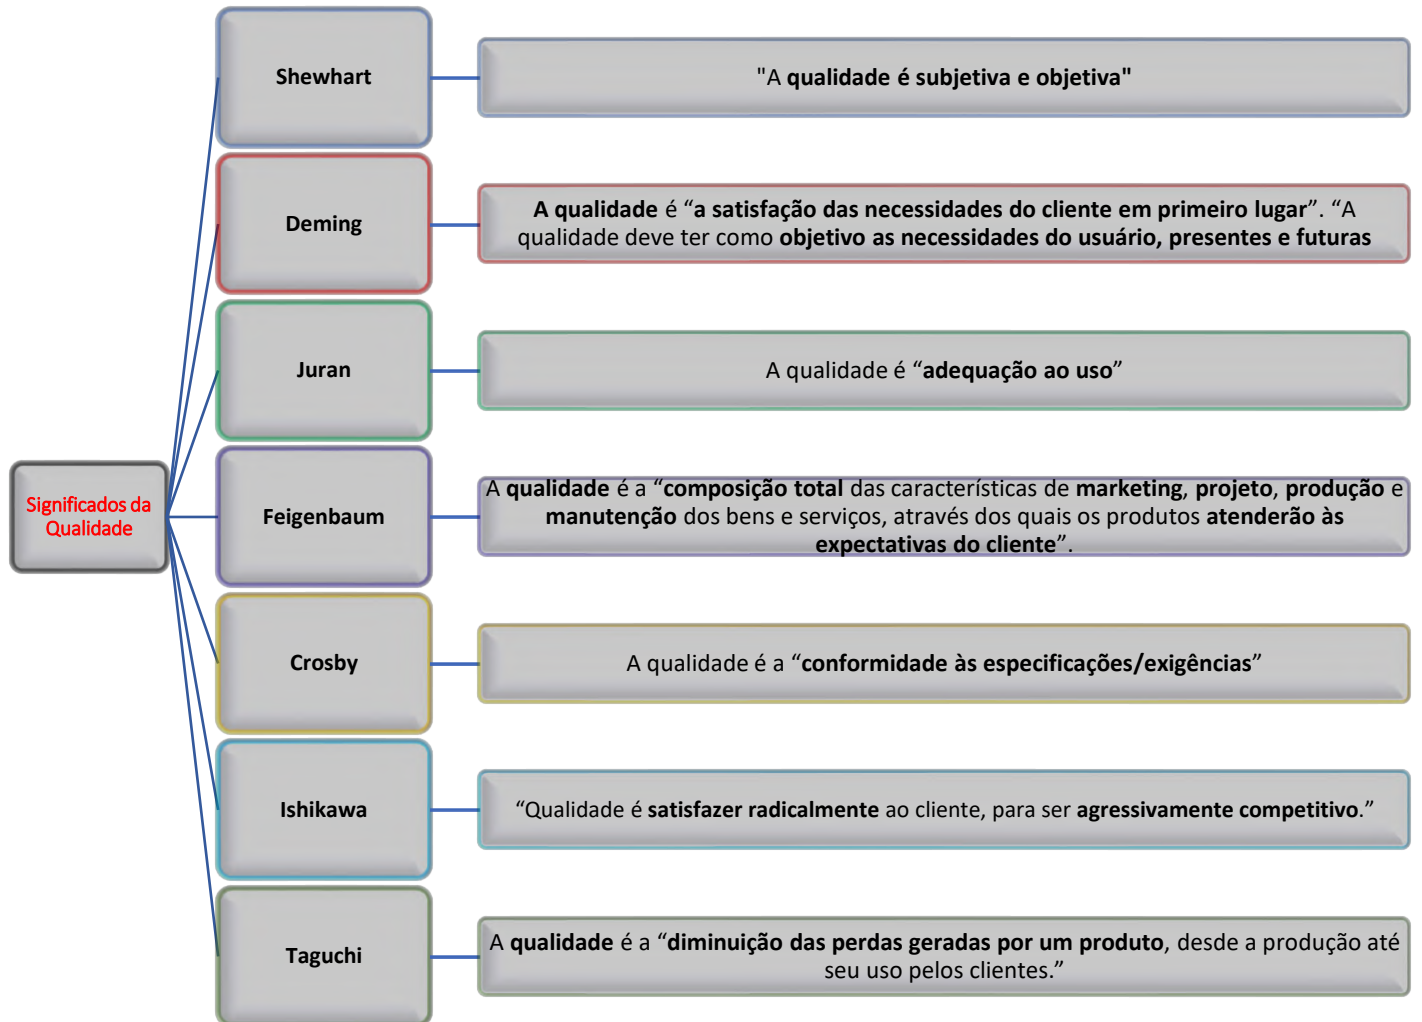 Shewhart
"A qualidade é subjetiva e objetiva"
Deming
A qualidade é “a satisfação das necessidades do cliente em primeiro lugar”. “A
qualidade deve ter como objetivo as necessidades do usuário, presentes e futuras
Juran
A qualidade é “adequação ao uso”
Significados da
Qualidade
Feigenbaum
A qualidade é a “composição total das características de marketing, projeto, produção e
manutenção dos bens e serviços, através dos quais os produtos atenderão às
expectativas do cliente”.
Crosby
A qualidade é a “conformidade às especificações/exigências”
Ishikawa
“Qualidade é satisfazer radicalmente ao cliente, para ser agressivamente competitivo.”
Taguchi
A qualidade é a “diminuição das perdas geradas por um produto, desde a produção até
seu uso pelos clientes.”